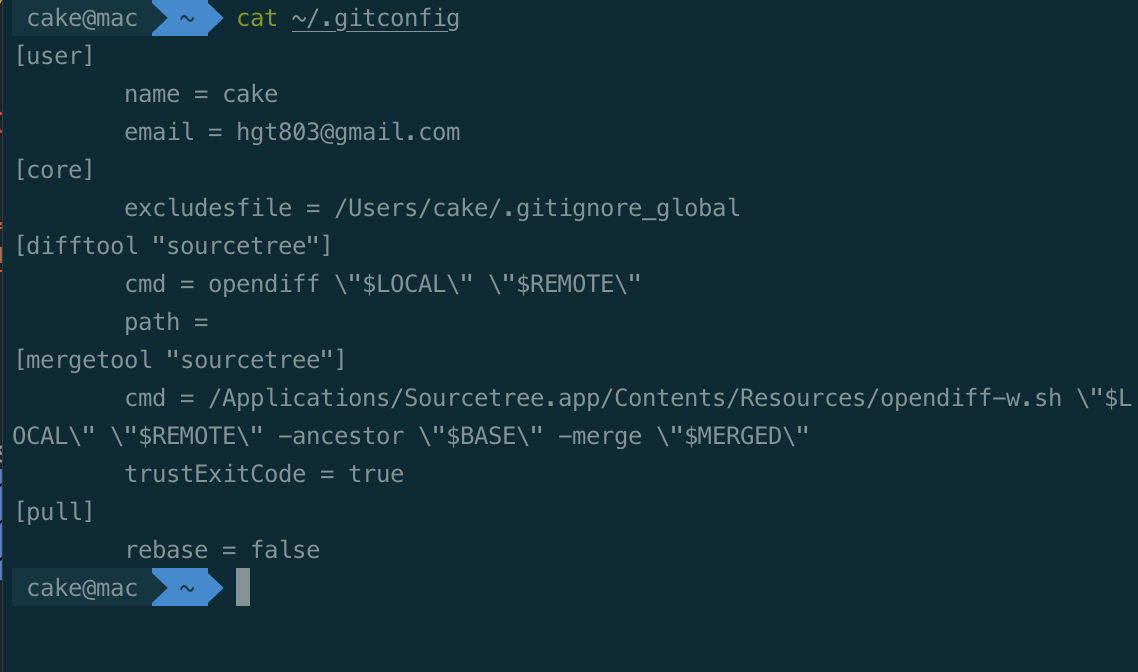 cake@mac ~ cat ~/.gitconfig
[user]
        name = cake
        email = hgt803@gmail.com
[core]
        excludesfile = /Users/cake/.gitignore_global
[difftool "sourcetree"]
        cmd = opendiff \"$LOCAL\" \"$REMOTE\"
        path =
[mergetool "sourcetree"]
        cmd = /Applications/Sourcetree.app/Contents/Resources/opendiff-w.sh \"$L
OCAL\" \"$REMOTE\" -ancestor \"$BASE\" -merge \"$MERGED\"
        trustExitCode = true
[pull]
        rebase = false
cake@mac ~